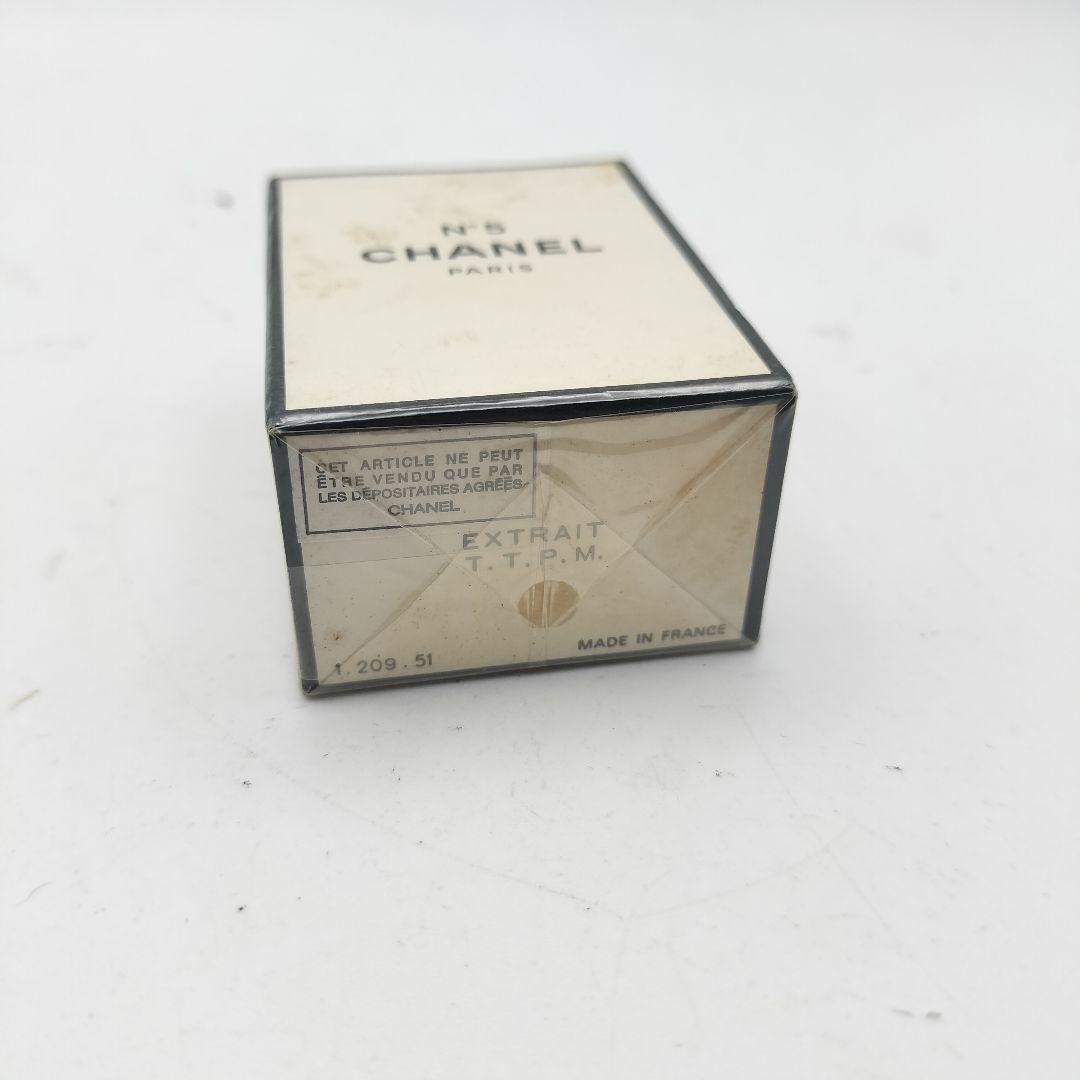 N°5
CHANEL
PARIS
CET ARTICLE NE PEUT
ÊTRE VENDU QUE PAR
LES DÉPOSITAIRES AGRÉÉS
CHANEL
EXTRAIT
T.T.P.M.
1.209.51
MADE IN FRANCE